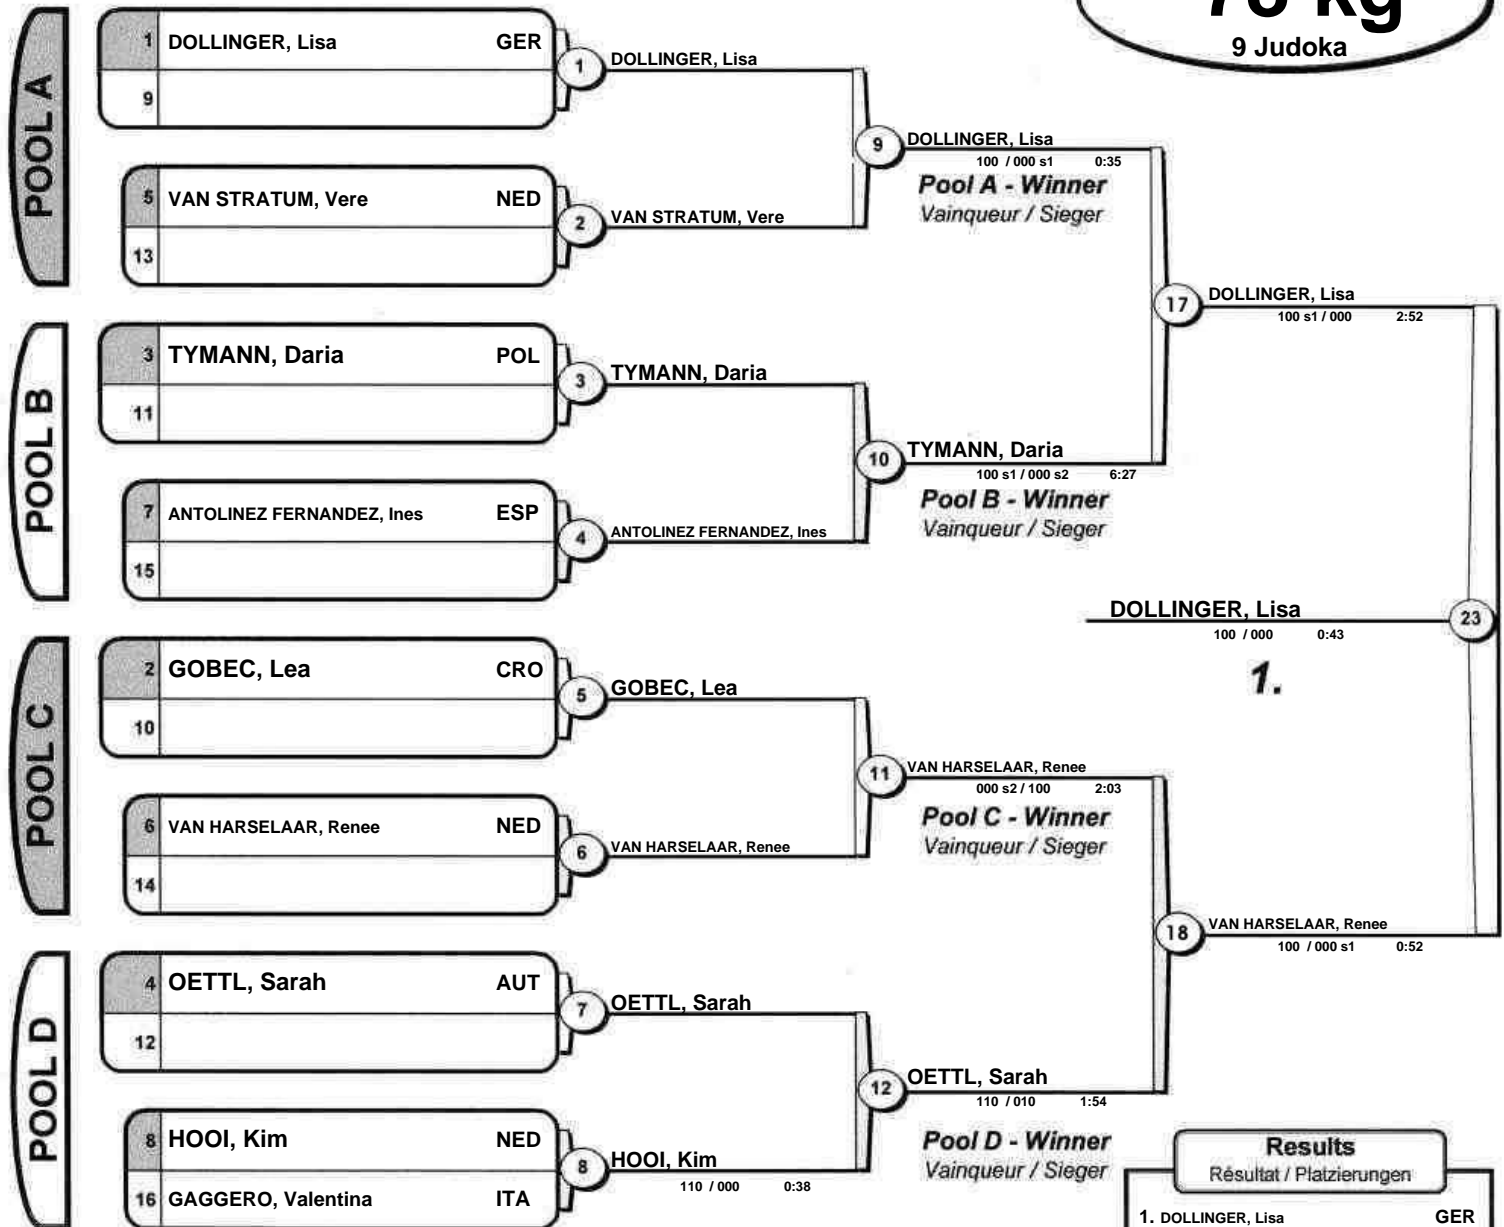 78 kg
9 Judoka
POOL A
1 DOLLINGER, Lisa GER
9
1 DOLLINGER, Lisa
5 VAN STRATUM, Vere NED
13
2 VAN STRATUM, Vere
9 DOLLINGER, Lisa
100 / 000 s1 0:35
Pool A - Winner
Vainqueur / Sieger
POOL B
3 TYMANN, Daria POL
11
3 TYMANN, Daria
7 ANTOLINEZ FERNANDEZ, Ines ESP
15
4 ANTOLINEZ FERNANDEZ, Ines
10 TYMANN, Daria
100 s1 / 000 s2 6:27
Pool B - Winner
Vainqueur / Sieger
17 DOLLINGER, Lisa
100 s1 / 000 2:52
DOLLINGER, Lisa 23
100 / 000 0:43
1.
POOL C
2 GOBEC, Lea CRO
10
5 GOBEC, Lea
6 VAN HARSELAAR, Renee NED
14
6 VAN HARSELAAR, Renee
11 VAN HARSELAAR, Renee
000 s2 / 100 2:03
Pool C - Winner
Vainqueur / Sieger
POOL D
4 OETTL, Sarah AUT
12
7 OETTL, Sarah
8 HOOI, Kim NED
16 GAGGERO, Valentina ITA
8 HOOI, Kim
110 / 000 0:38
12 OETTL, Sarah
110 / 010 1:54
Pool D - Winner
Vainqueur / Sieger
18 VAN HARSELAAR, Renee
100 / 000 s1 0:52
Results
Résultat / Platzierungen
1. DOLLINGER, Lisa GER